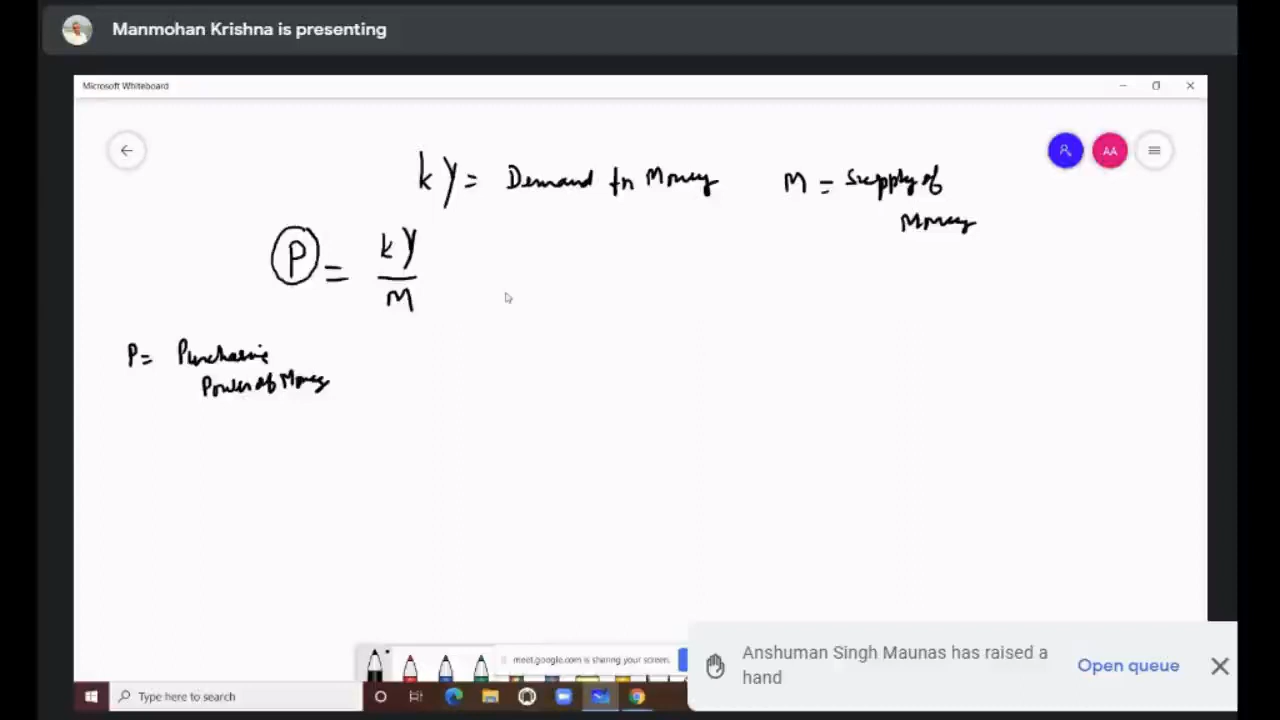 Manmohan Krishna is presenting
Microsoft Whiteboard
AA
kY = Demand for Money
M = Supply of
Money
P = kY
M
P = Purchasing
Power of Money
meet.google.com is sharing your screen.
Anshuman Singh Maunas has raised a
hand
Open queue
Type here to search